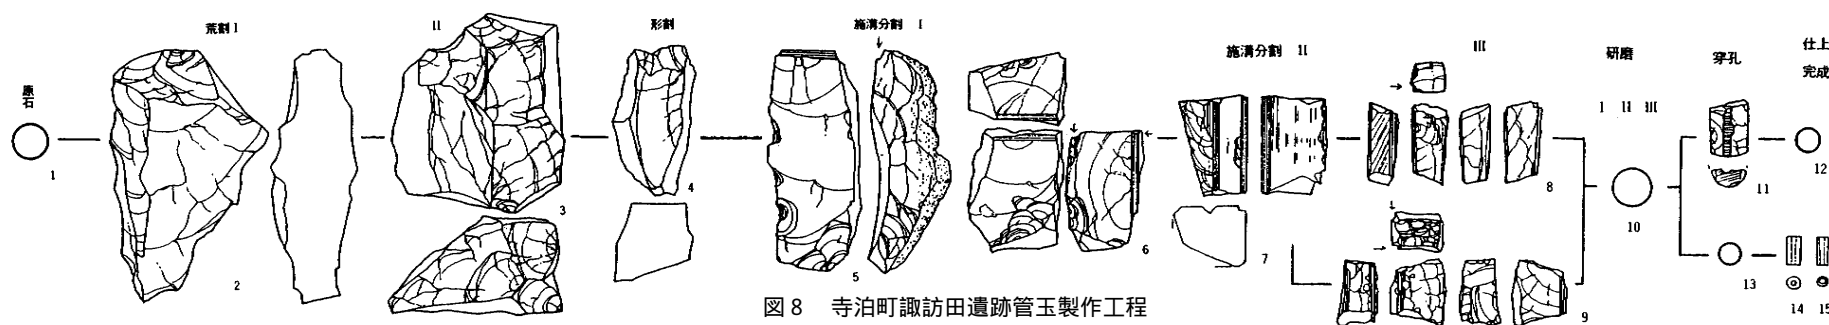 荒割 I
II
形割
施溝分割 I
施溝分割 II
III
研磨
穿孔
仕上
完成
原石
I II III
1
2
3
4
5
6
7
8
9
10
11
12
13
14
15
図8 寺泊町諏訪田遺跡管玉製作工程